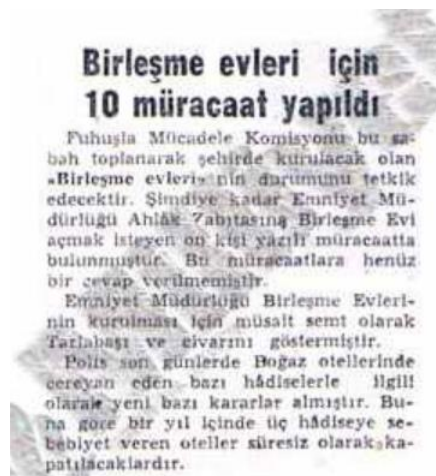 Birleşme evleri için
10 müracaat yapıldı
Fuhuşla Mücadele Komisyonu bu sa-
bah toplanarak şehirde kurulacak olan
«Birleşme evleri» nin durumunu tetkik
edecektir. Şimdiye kadar Emniyet Mü-
dürlüğü Ahlâk Zabıtasına Birleşme Evi
açmak isteyen on kişi yazılı müracaatta
bulunmuştur. Bu müracaatlara henüz
bir cevap verilmemiştir.
Emniyet Müdürlüğü Birleşme Evleri-
nin kurulması için müsait semt olarak
Tarlabaşı ve civarını göstermiştir.
Polis son günlerde Boğaz otellerinde
cereyan eden bazı hâdiselerle ilgili
olarak yeni bazı kararlar almıştır. Bu-
na göre bir yıl içinde üç hâdiseye se-
bebiyet veren oteller süresiz olarak ka-
patılacaklardır.